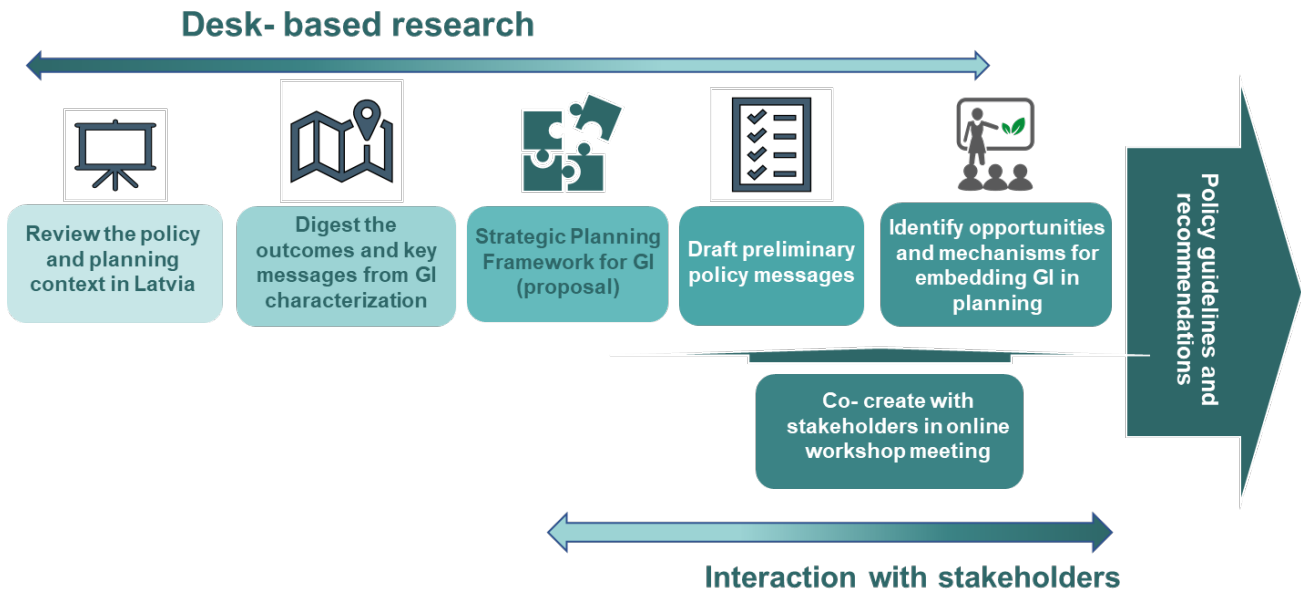 Desk- based research
Review the policy
and planning
context in Latvia
Digest the
outcomes and key
messages from GI
characterization
Strategic Planning
Framework for GI
(proposal)
Draft preliminary
policy messages
Identify opportunities
and mechanisms for
embedding GI in
planning
Policy guidelines and
recommendations
Co- create with
stakeholders in online
workshop meeting
Interaction with stakeholders